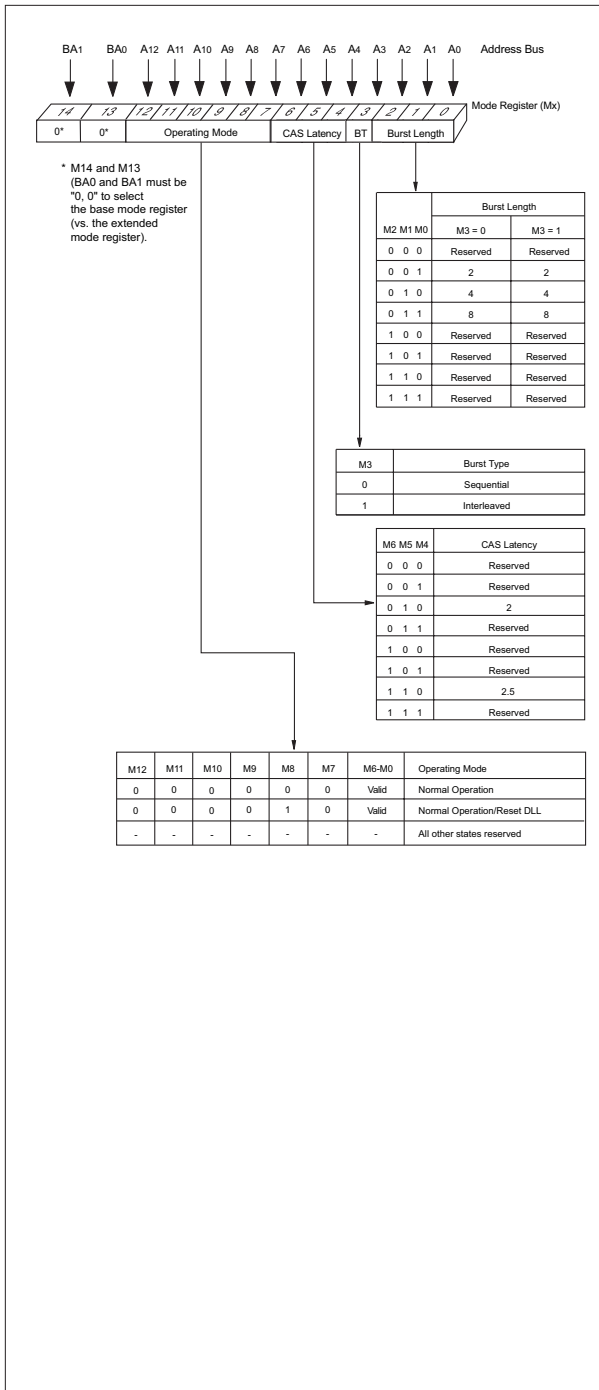 BA1 BA0 A12 A11 A10 A9 A8 A7 A6 A5 A4 A3 A2 A1 A0 Address Bus
14 13 12 11 10 9 8 7 6 5 4 3 2 1 0 Mode Register (Mx)
0* 0* Operating Mode CAS Latency BT Burst Length
* M14 and M13
(BA0 and BA1 must be
"0, 0" to select
the base mode register
(vs. the extended
mode register).
Burst Length
M2 M1 M0 M3 = 0 M3 = 1
0 0 0 Reserved Reserved
0 0 1 2 2
0 1 0 4 4
0 1 1 8 8
1 0 0 Reserved Reserved
1 0 1 Reserved Reserved
1 1 0 Reserved Reserved
1 1 1 Reserved Reserved
M3 Burst Type
0 Sequential
1 Interleaved
M6 M5 M4 CAS Latency
0 0 0 Reserved
0 0 1 Reserved
0 1 0 2
0 1 1 Reserved
1 0 0 Reserved
1 0 1 Reserved
1 1 0 2.5
1 1 1 Reserved
M12 M11 M10 M9 M8 M7 M6-M0 Operating Mode
0 0 0 0 0 0 Valid Normal Operation
0 0 0 0 1 0 Valid Normal Operation/Reset DLL
- - - - - - - All other states reserved